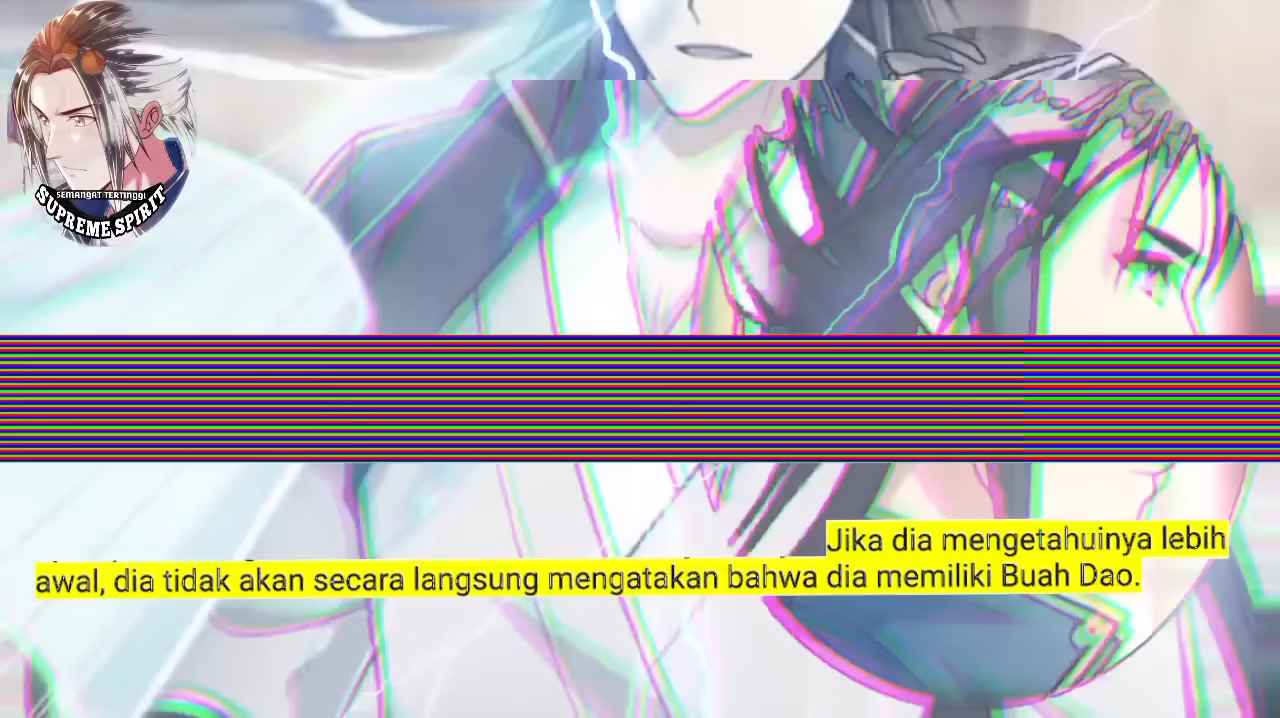 SEMANGAT TERTINGGI
SUPREME SPIRIT
Jika dia mengetahuinya lebih
awal, dia tidak akan secara langsung mengatakan bahwa dia memiliki Buah Dao.